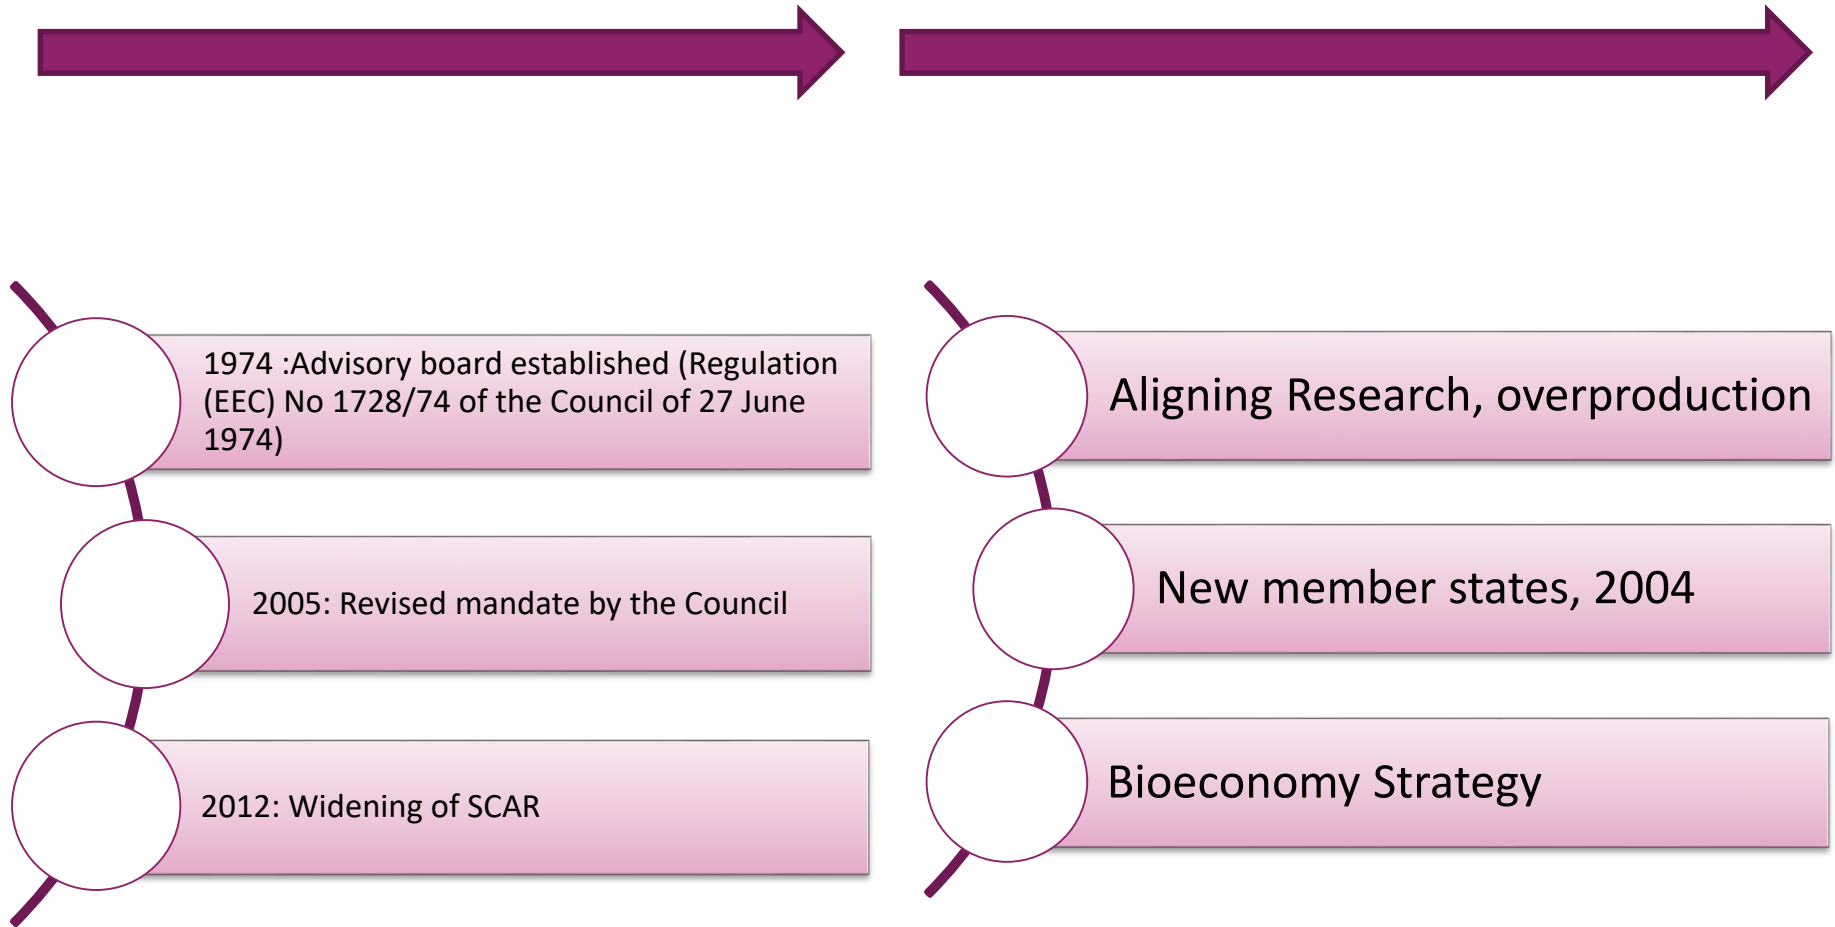 1974 :Advisory board established (Regulation
(EEC) No 1728/74 of the Council of 27 June
1974)
2005: Revised mandate by the Council
2012: Widening of SCAR
Aligning Research, overproduction
New member states, 2004
Bioeconomy Strategy